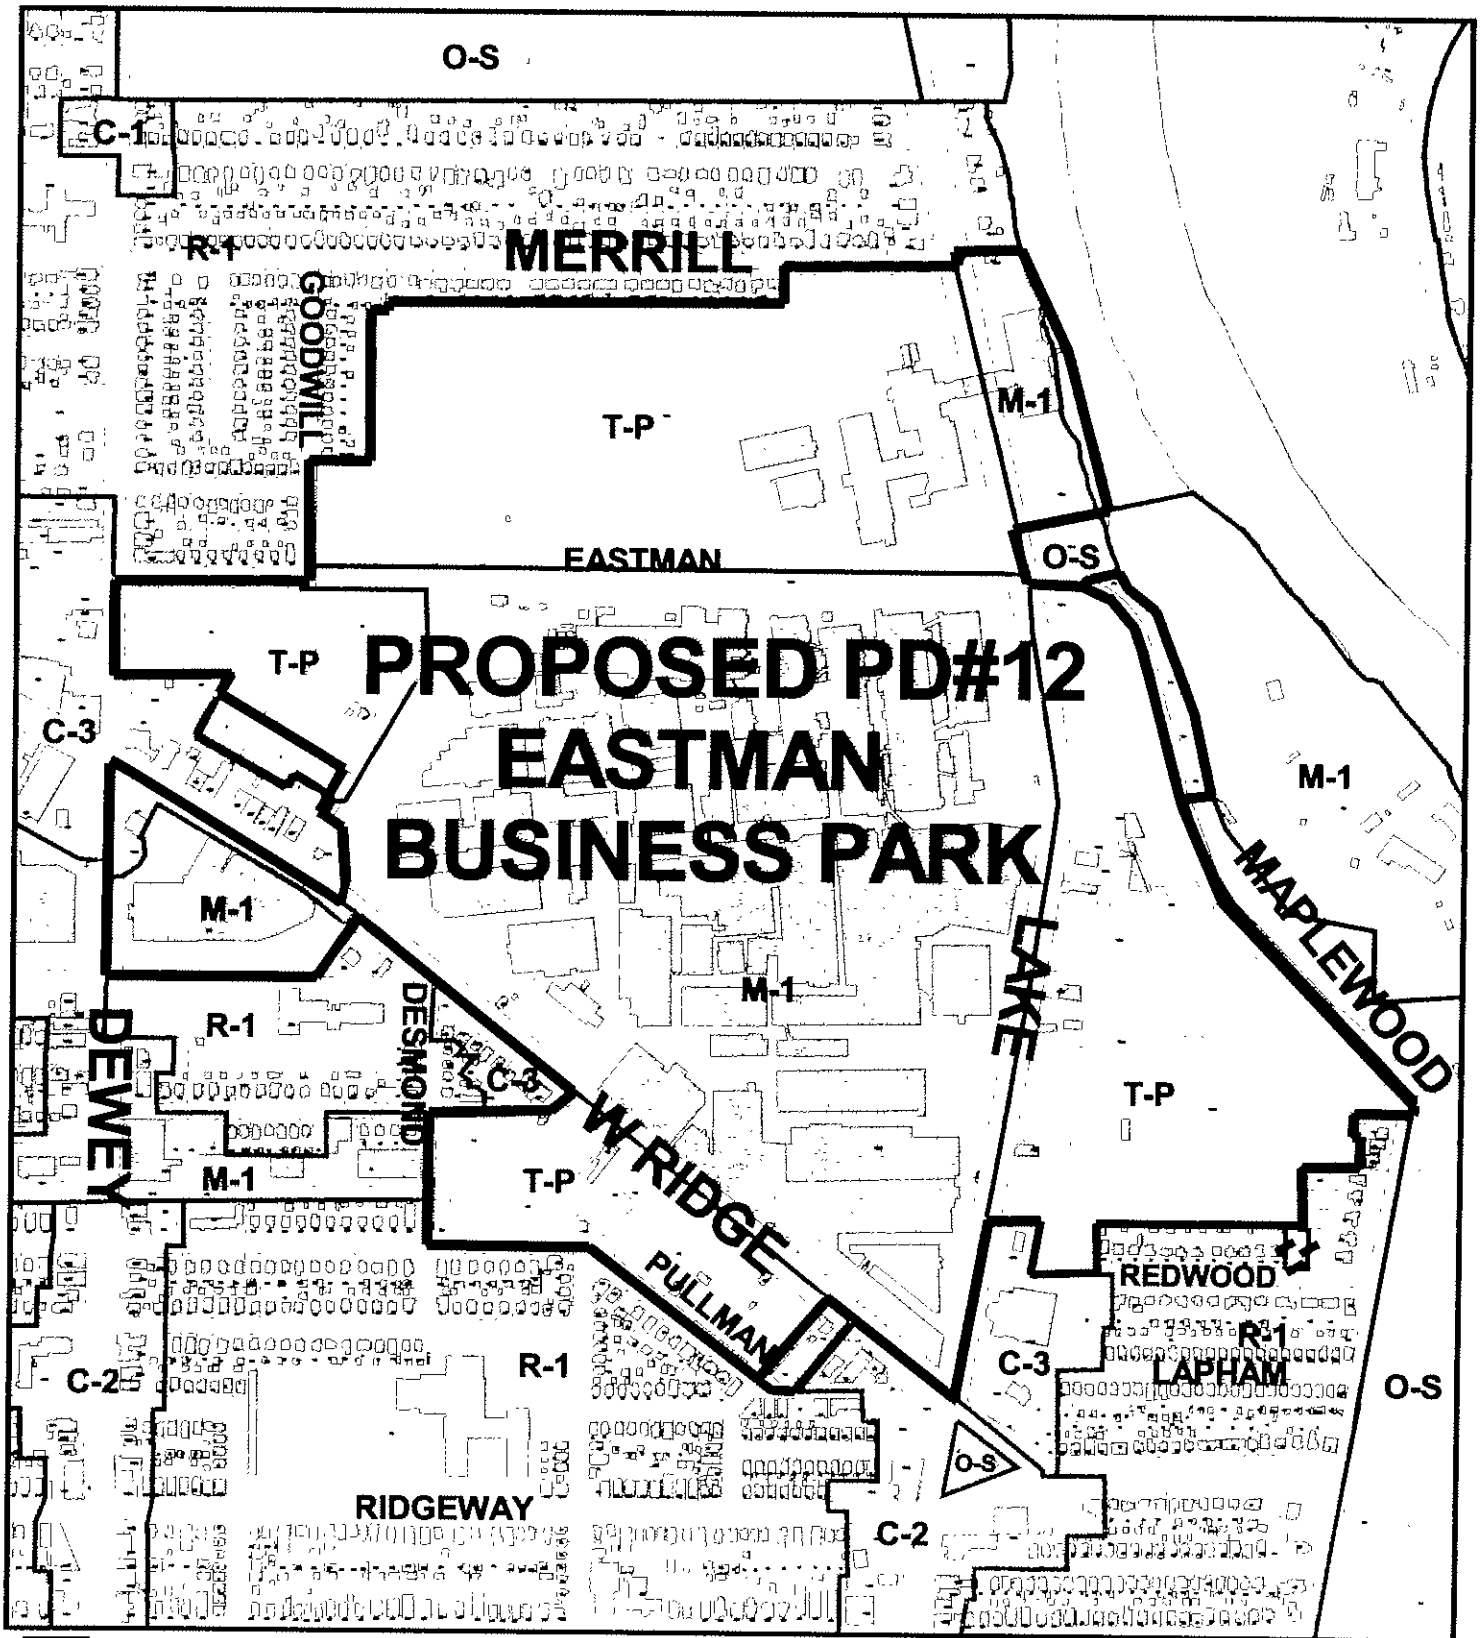 O-S
C-1
R-1
MERRILL
GOODWILL
T-P
M-1
EASTMAN
O-S
T-P
PROPOSED PD#12
EASTMAN
BUSINESS PARK
C-3
M-1
MAPLEWOOD
M-1
LAKE
M-1
DEWEY
R-1
DESMOND
C-3
W RIDGE
T-P
M-1
T-P
PULLMAN
REDWOOD
R-1
LAPHAM
C-2
R-1
C-3
O-S
O-S
RIDGEWAY
C-2